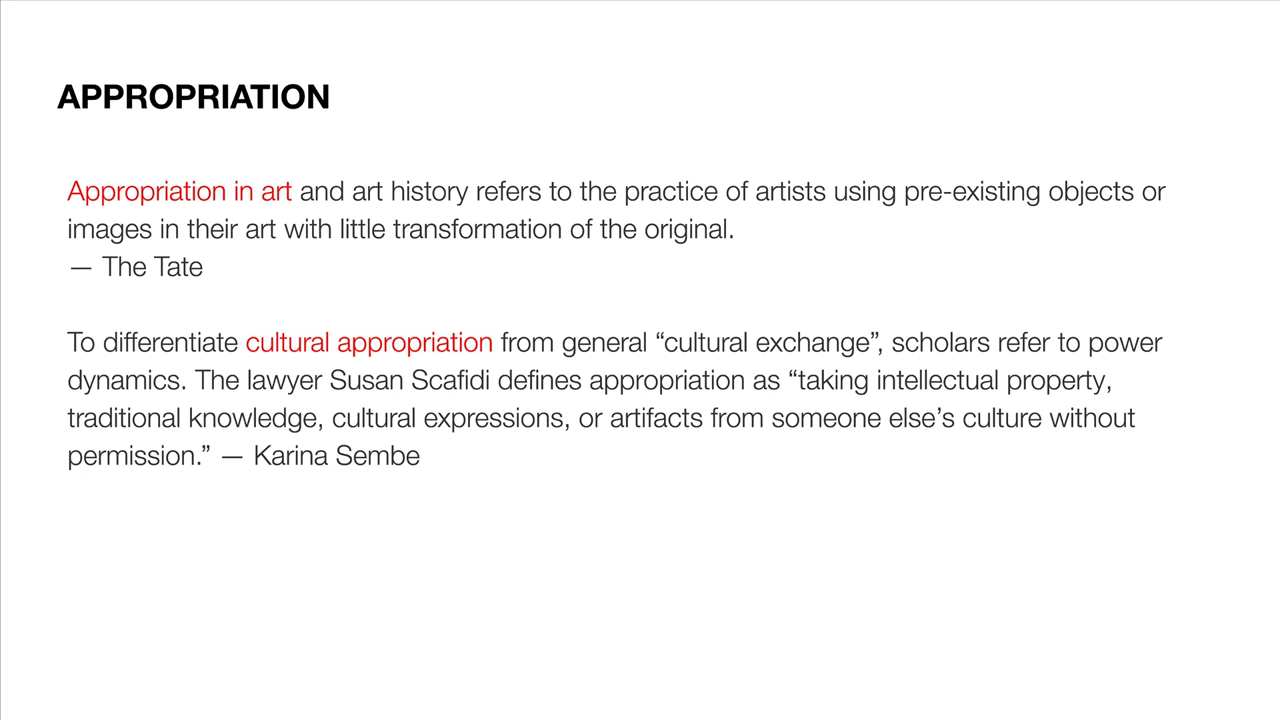 APPROPRIATION
Appropriation in art and art history refers to the practice of artists using pre-existing objects or
images in their art with little transformation of the original.
— The Tate
To differentiate cultural appropriation from general “cultural exchange”, scholars refer to power
dynamics. The lawyer Susan Scafidi defines appropriation as “taking intellectual property,
traditional knowledge, cultural expressions, or artifacts from someone else’s culture without
permission.” — Karina Sembe